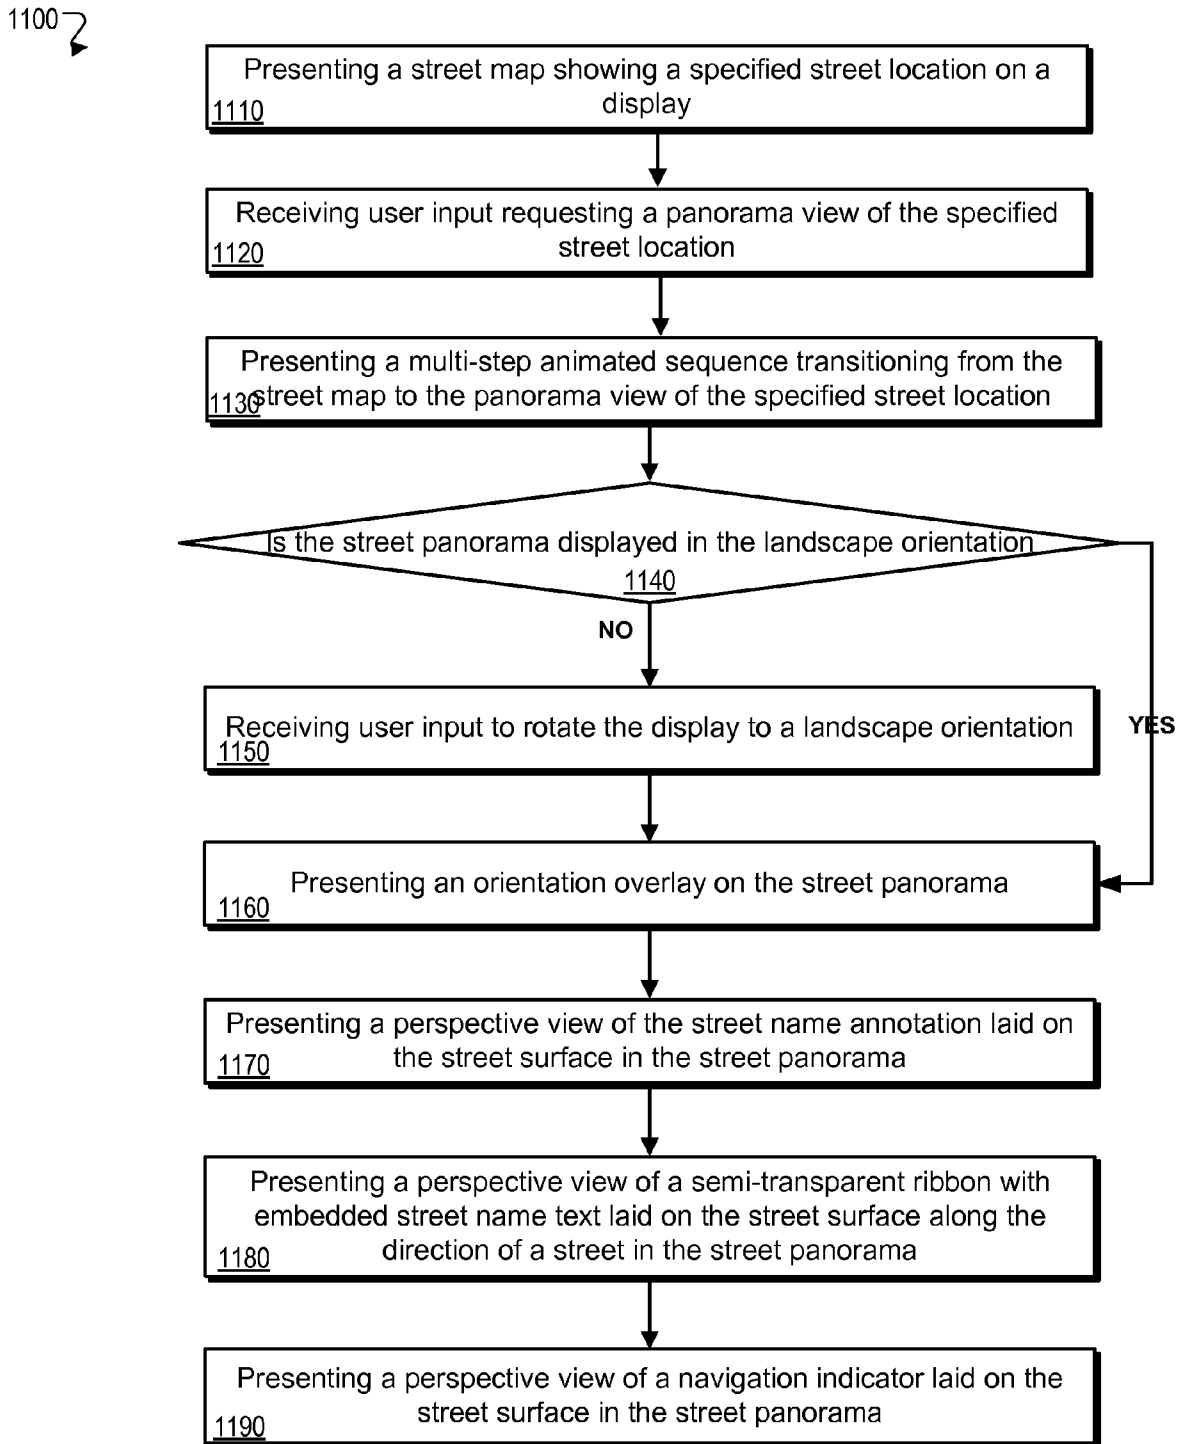 1100
Presenting a street map showing a specified street location on a
display
1110
Receiving user input requesting a panorama view of the specified
street location
1120
Presenting a multi-step animated sequence transitioning from the
street map to the panorama view of the specified street location
1130
Is the street panorama displayed in the landscape orientation
1140
NO
Receiving user input to rotate the display to a landscape orientation
1150
YES
Presenting an orientation overlay on the street panorama
1160
Presenting a perspective view of the street name annotation laid on
the street surface in the street panorama
1170
Presenting a perspective view of a semi-transparent ribbon with
embedded street name text laid on the street surface along the
direction of a street in the street panorama
1180
Presenting a perspective view of a navigation indicator laid on the
street surface in the street panorama
1190